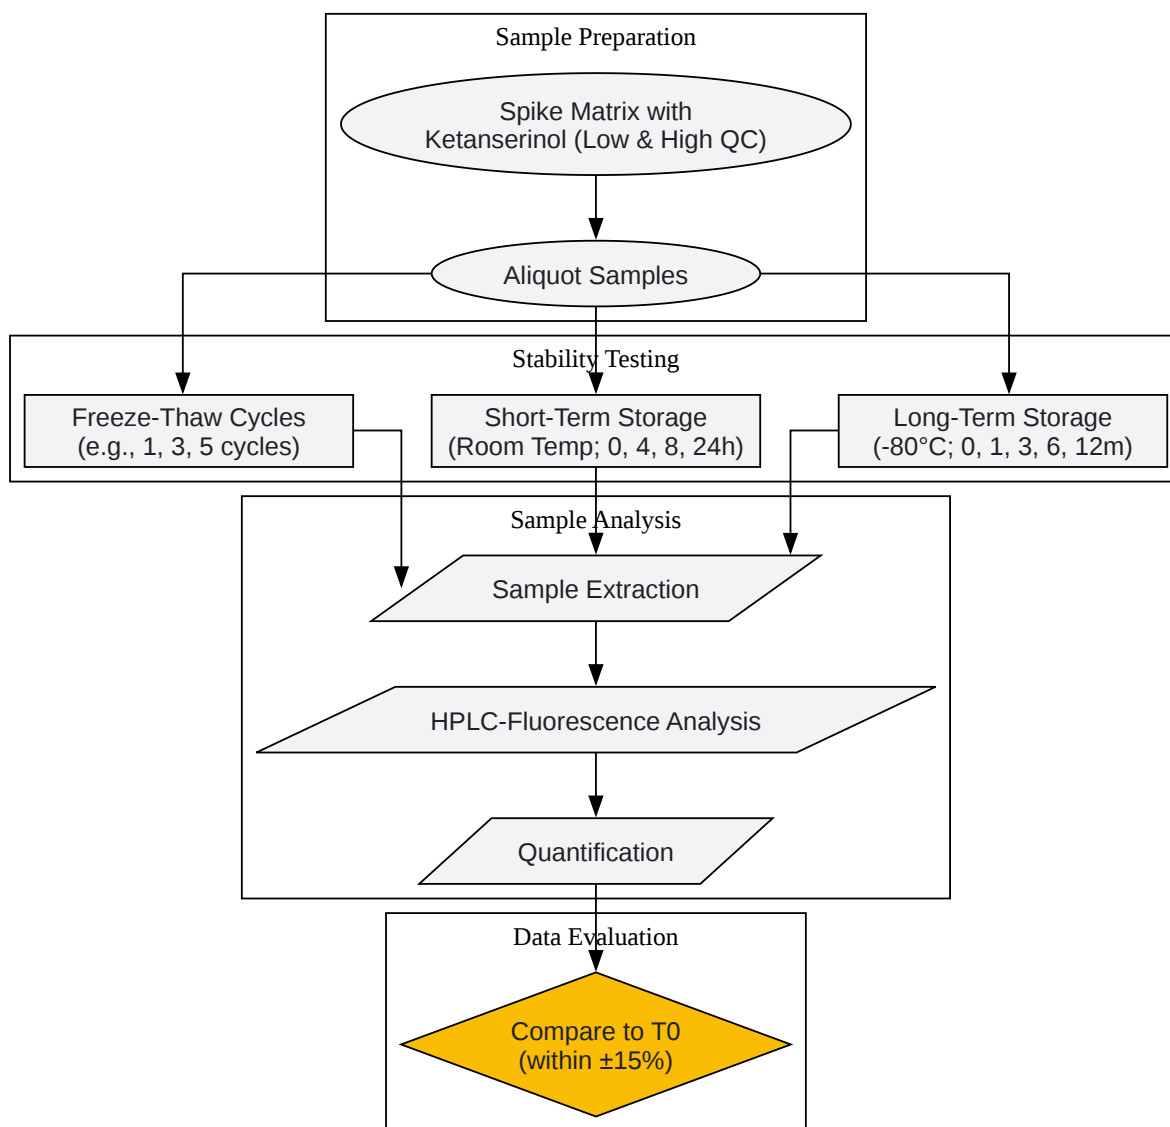 Sample Preparation
Spike Matrix with
Ketanserinol (Low & High QC)
Aliquot Samples
Stability Testing
Freeze-Thaw Cycles
(e.g., 1, 3, 5 cycles)
Short-Term Storage
(Room Temp; 0, 4, 8, 24h)
Long-Term Storage
(-80°C; 0, 1, 3, 6, 12m)
Sample Analysis
Sample Extraction
HPLC-Fluorescence Analysis
Quantification
Data Evaluation
Compare to T0
(within ±15%)